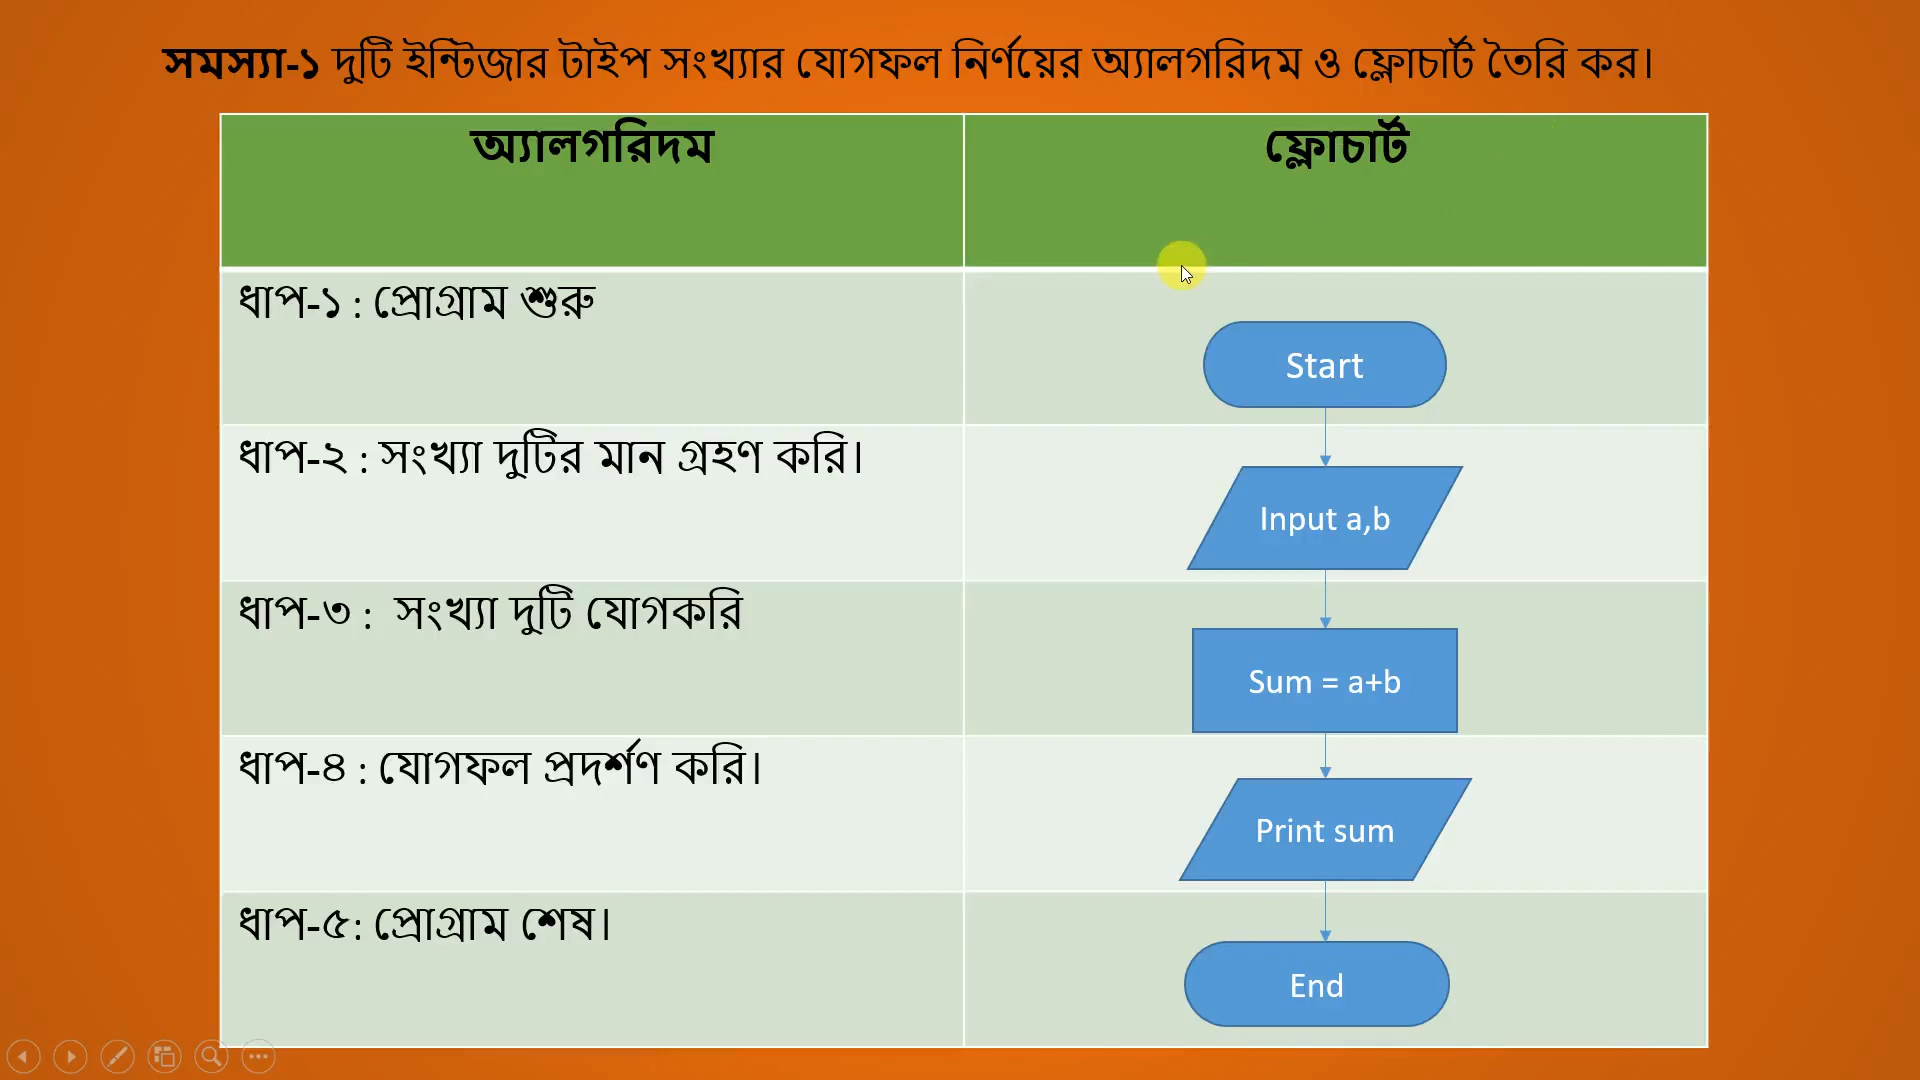 সমস্যা-১ দুটি ইন্টিজার টাইপ সংখ্যার যোগফল নির্ণয়ের অ্যালগরিদম ও ফ্লোচার্ট তৈরি কর।
অ্যালগরিদম
ফ্লোচার্ট
ধাপ-১ : প্রোগ্রাম শুরু
Start
ধাপ-২ : সংখ্যা দুটির মান গ্রহণ করি।
Input a,b
ধাপ-৩ : সংখ্যা দুটি যোগকরি
Sum = a+b
ধাপ-৪ : যোগফল প্রদর্শণ করি।
Print sum
ধাপ-৫: প্রোগ্রাম শেষ।
End